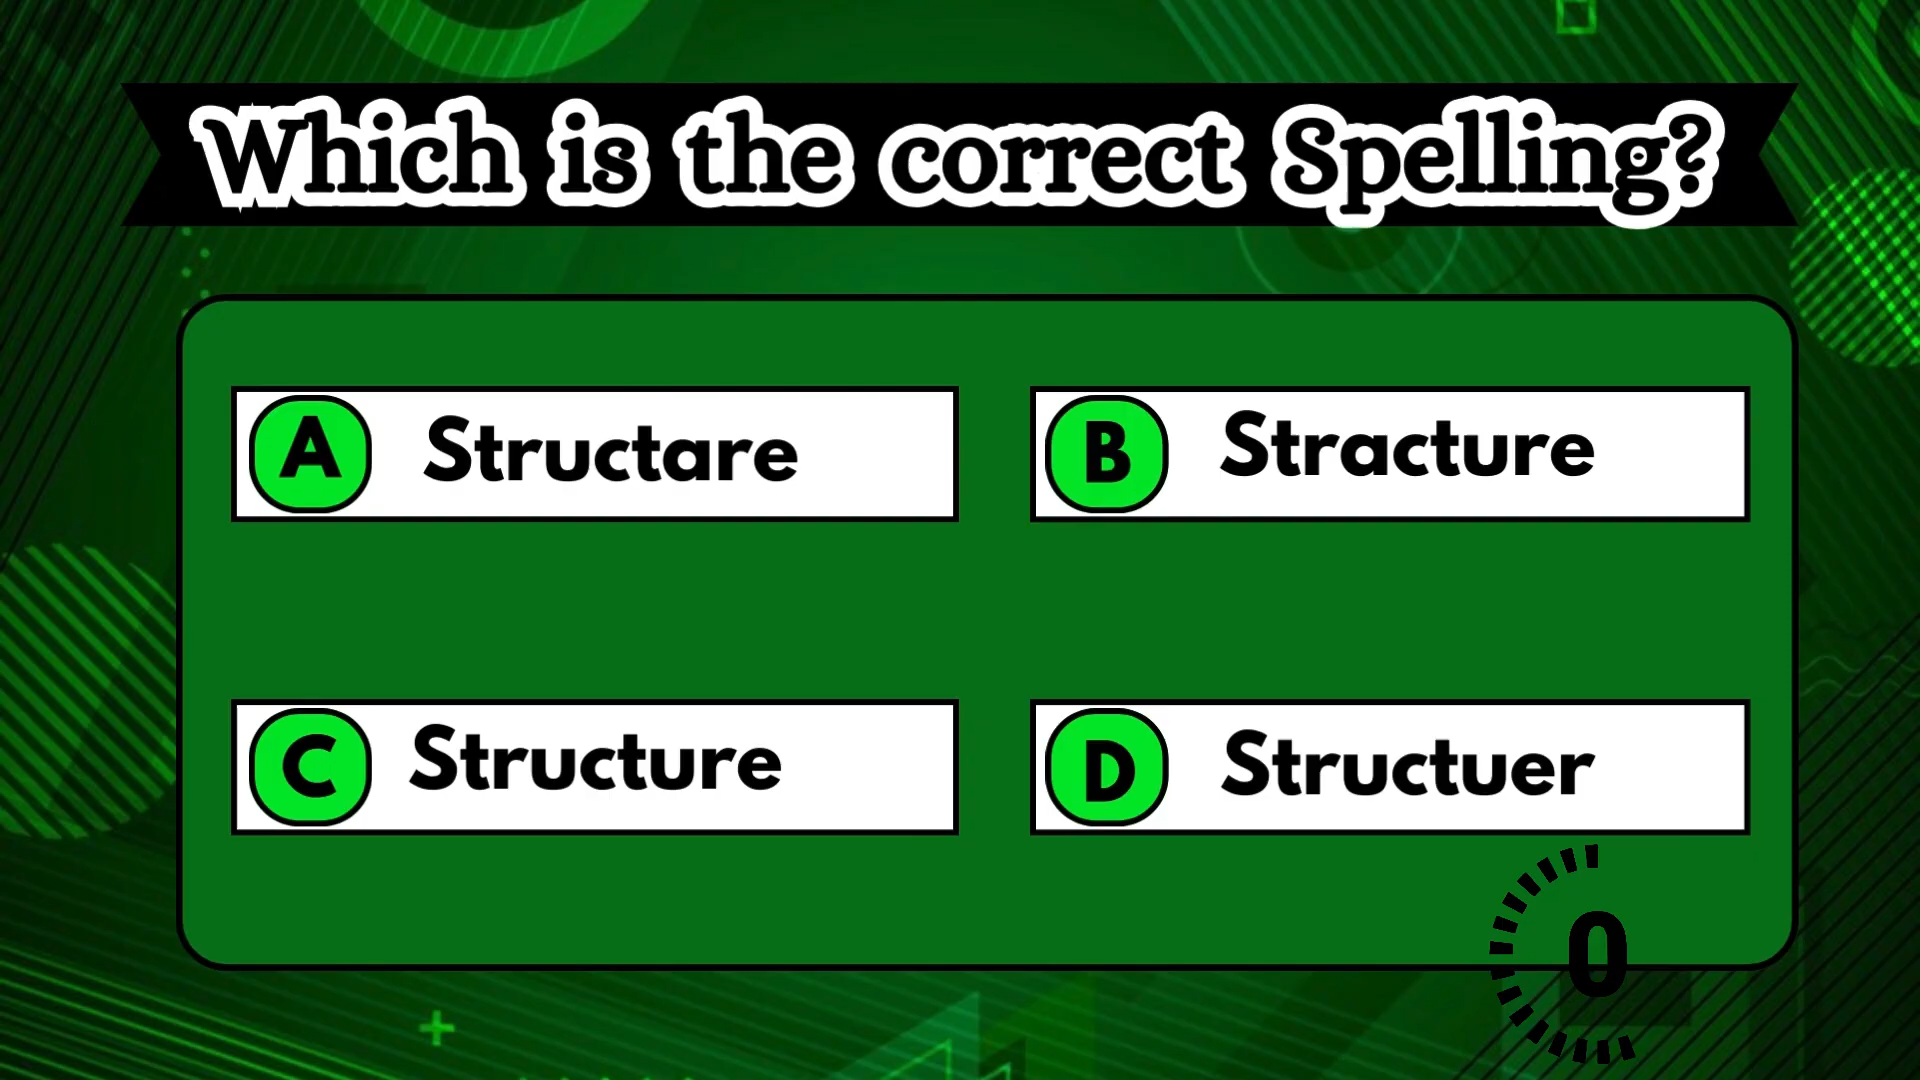 Which is the correct Spelling?
A Structare
B Stracture
C Structure
D Structuer
0